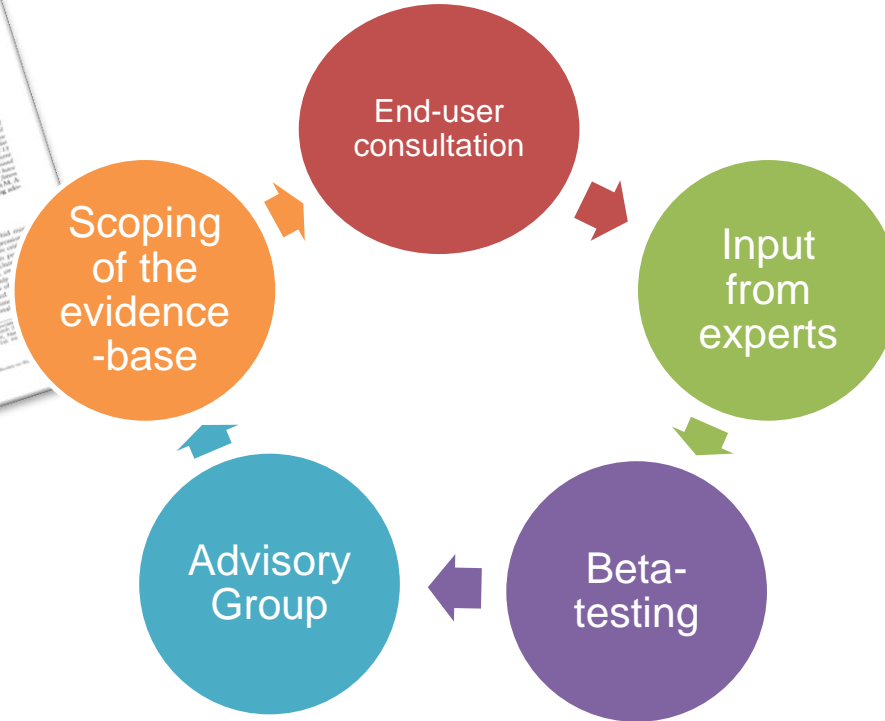 End-user
consultation
Input
from
experts
Beta-
testing
Advisory
Group
Scoping
of the
evidence
-base